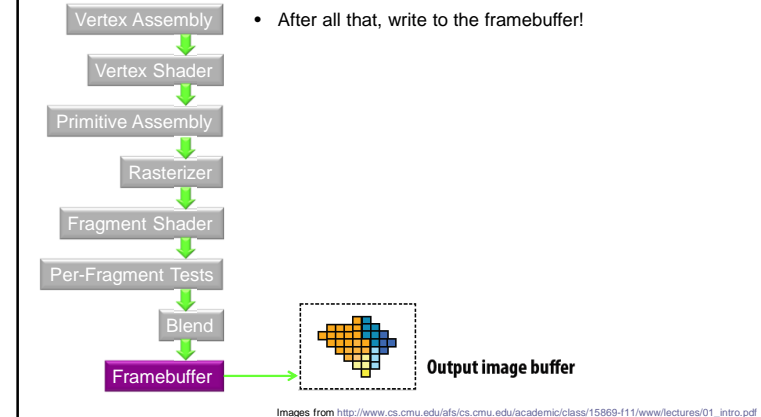 Vertex Assembly
• After all that, write to the framebuffer!
Vertex Shader
Primitive Assembly
Rasterizer
Fragment Shader
Per-Fragment Tests
Blend
Framebuffer
Output image buffer
Images from http://www.cs.cmu.edu/afs/cs.cmu.edu/academic/class/15869-f11/www/lectures/01_intro.pdf